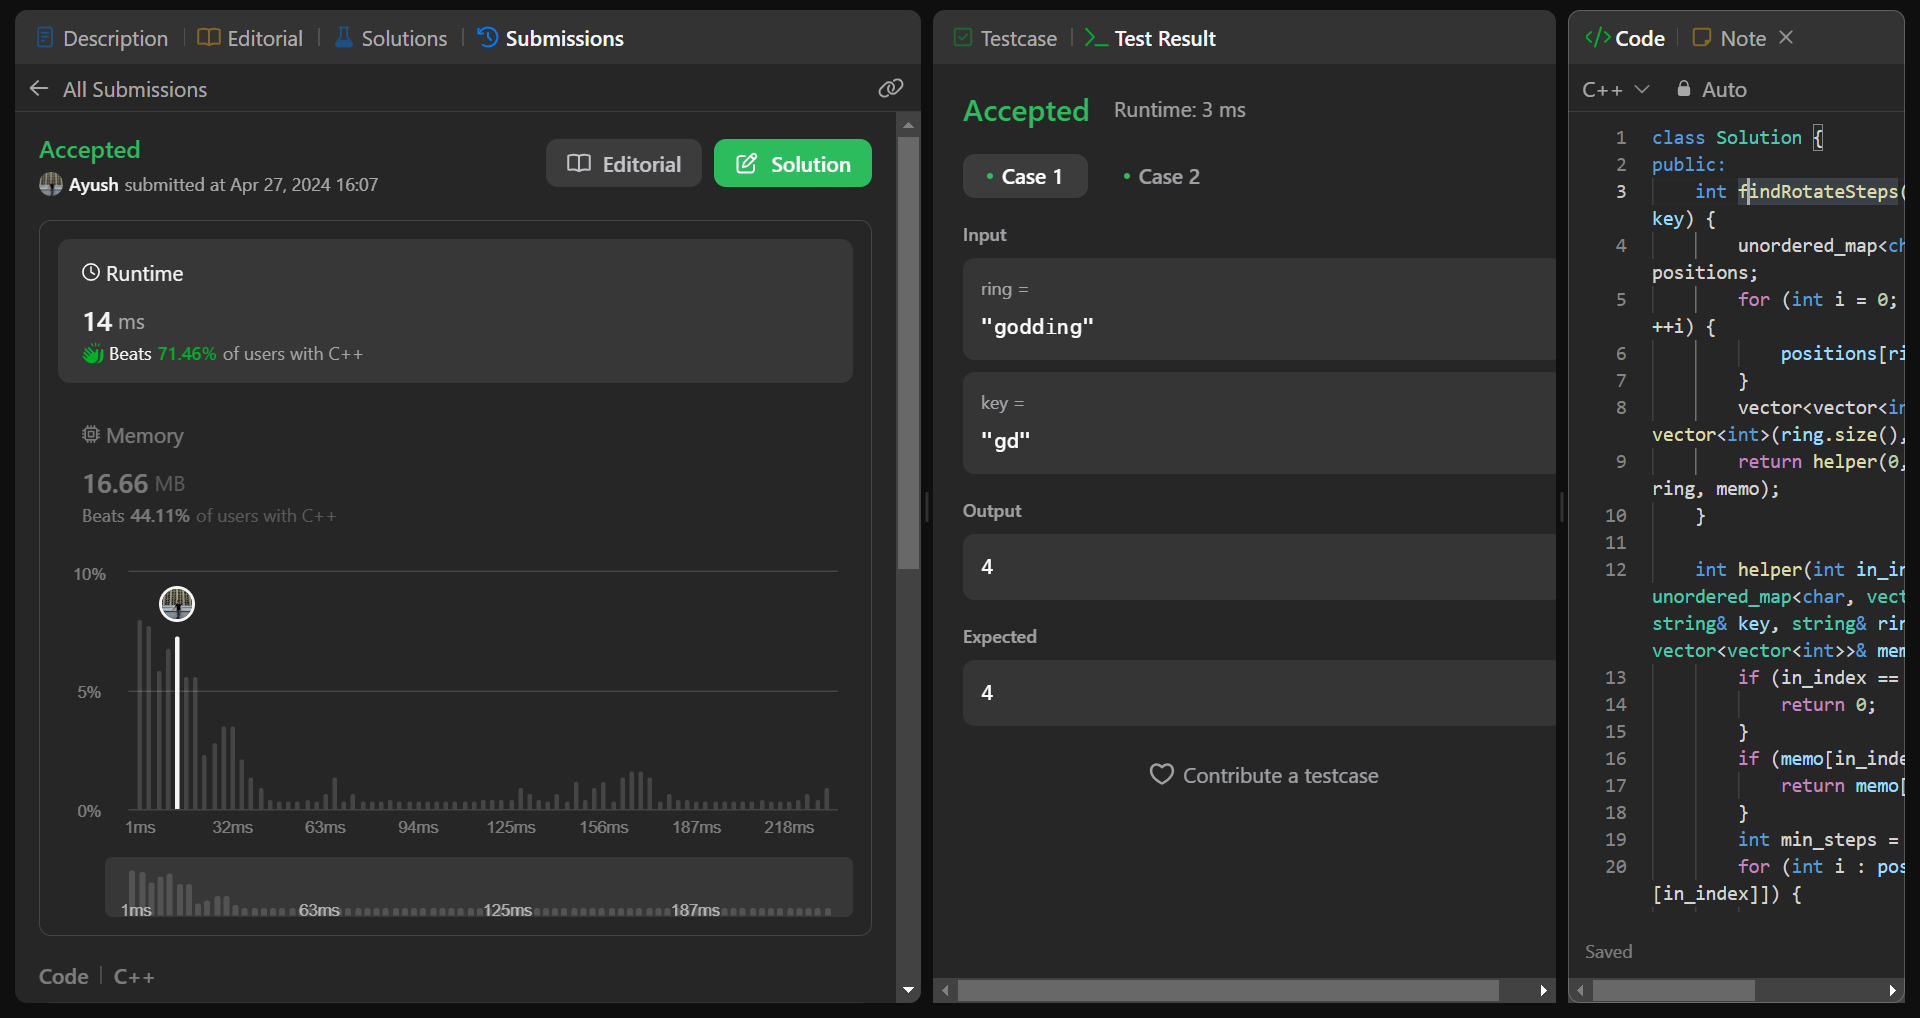 Description
Editorial
Solutions
Submissions
All Submissions
Accepted
Ayush submitted at Apr 27, 2024 16:07
Editorial
Solution
Runtime
14 ms
Beats 71.46% of users with C++
Memory
16.66 MB
Beats 44.11% of users with C++
10%
5%
0%
1ms 32ms 63ms 94ms 125ms 156ms 187ms 218ms
1ms 63ms 125ms 187ms
Code | C++
Testcase
Test Result
Accepted Runtime: 3 ms
• Case 1
• Case 2
Input
ring =
"godding"
key =
"gd"
Output
4
Expected
4
Contribute a testcase
</> Code
Note
C++ Auto
1 class Solution {
2 public:
3 int findRotateSteps(
key) {
4 unordered_map<ch
positions;
5 for (int i = 0;
++i) {
6 positions[ri
7 }
8 vector<vector<in
vector<int>(ring.size(),
9 return helper(0,
ring, memo);
10 }
11
12 int helper(int in_in
unordered_map<char, vect
string& key, string& rin
vector<vector<int>>& mem
13 if (in_index ==
14 return 0;
15 }
16 if (memo[in_inde
17 return memo[
18 }
19 int min_steps =
20 for (int i : pos
[in_index]]) {
Saved